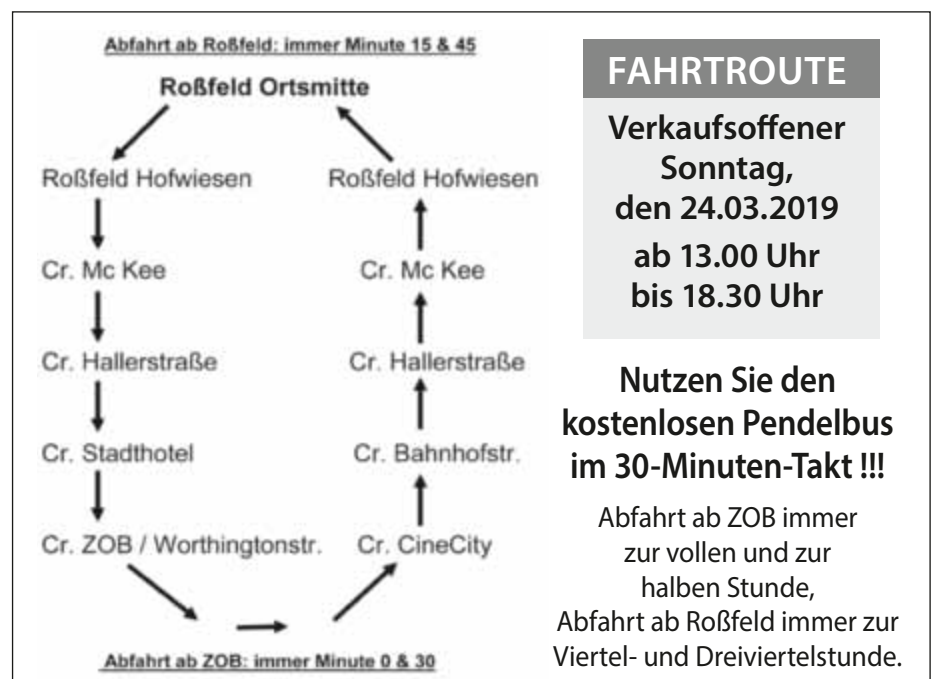 Abfahrt ab Roßfeld: immer Minute 15 & 45
Roßfeld Ortsmitte
Roßfeld Hofwiesen
Roßfeld Hofwiesen
Cr. Mc Kee
Cr. Mc Kee
Cr. Hallerstraße
Cr. Hallerstraße
Cr. Stadthotel
Cr. Bahnhofstr.
Cr. ZOB / Worthingtonstr.
Cr. CineCity
Abfahrt ab ZOB: immer Minute 0 & 30
FAHRTROUTE
Verkaufsoffener
Sonntag,
den 24.03.2019
ab 13.00 Uhr
bis 18.30 Uhr
Nutzen Sie den
kostenlosen Pendelbus
im 30-Minuten-Takt !!!
Abfahrt ab ZOB immer
zur vollen und zur
halben Stunde,
Abfahrt ab Roßfeld immer zur
Viertel- und Dreiviertelstunde.